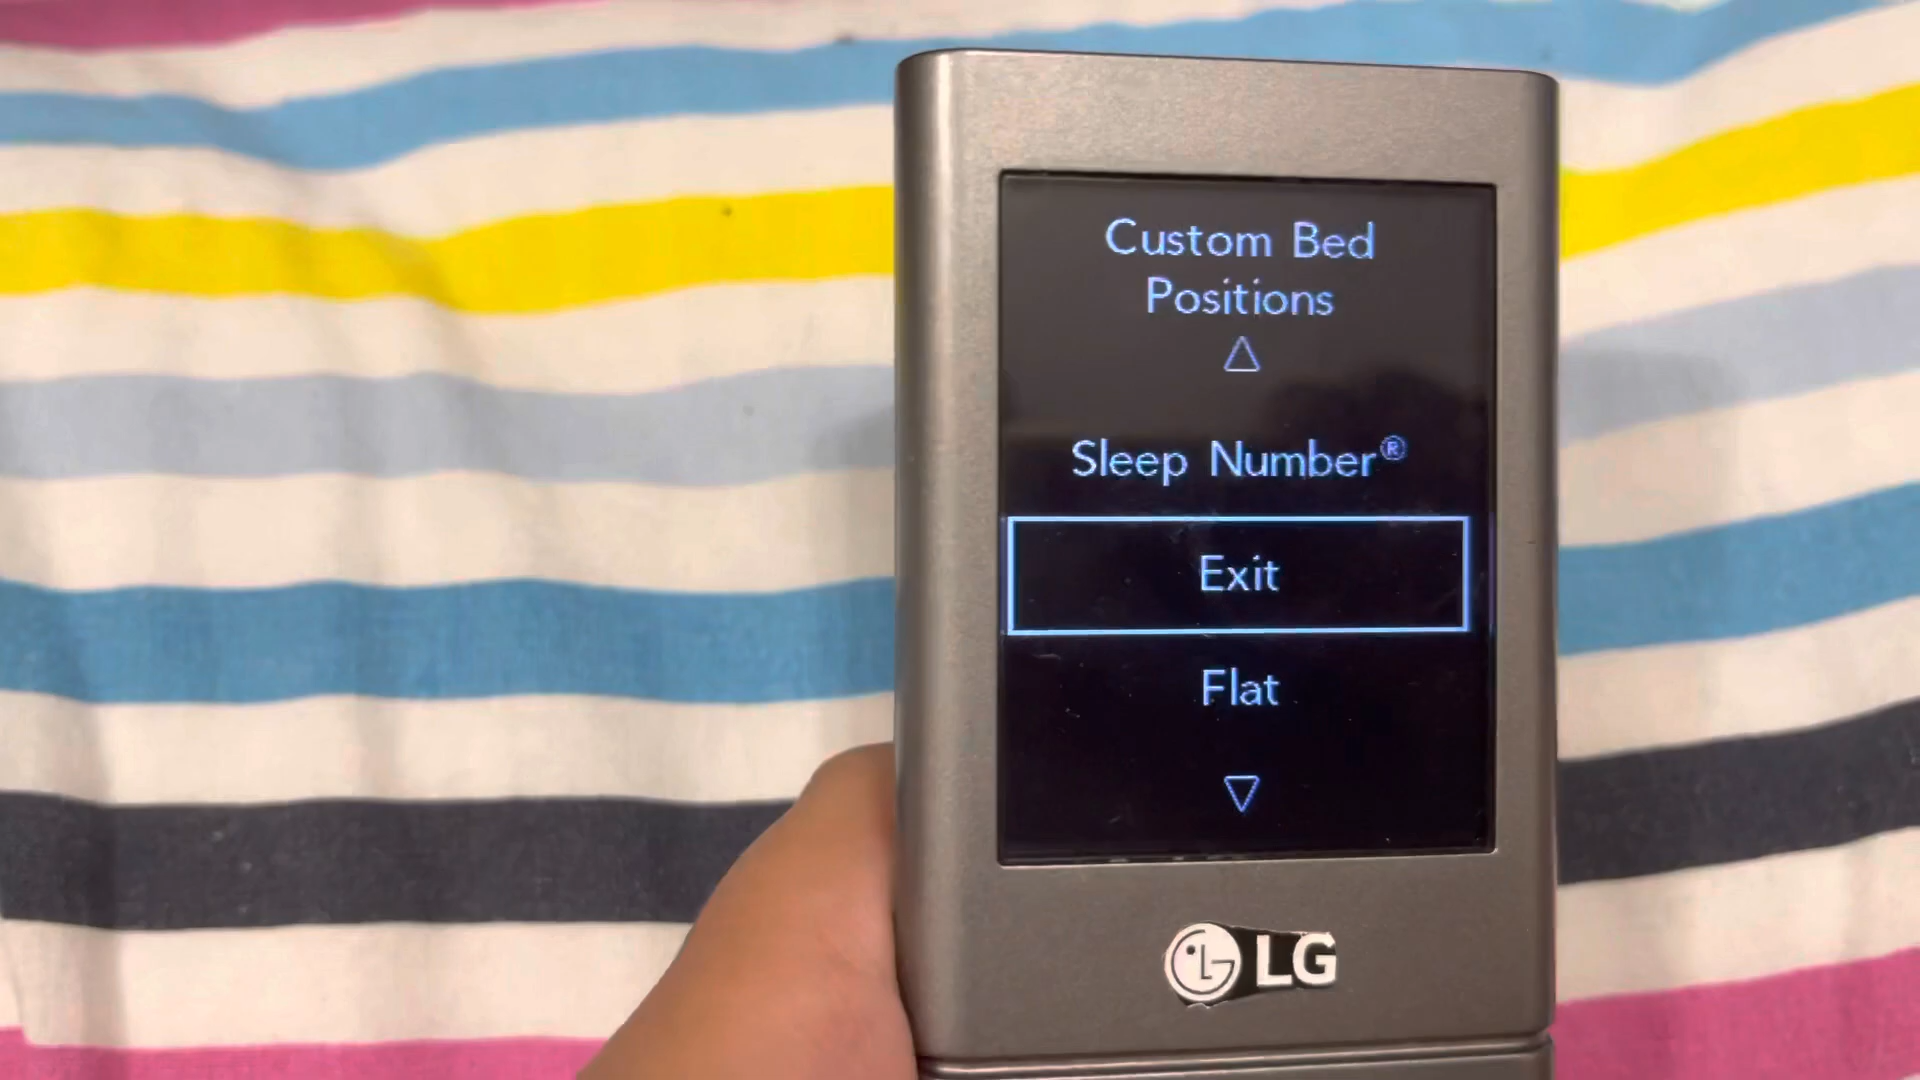 Custom Bed
Positions
Sleep Number®
Exit
Flat
LG